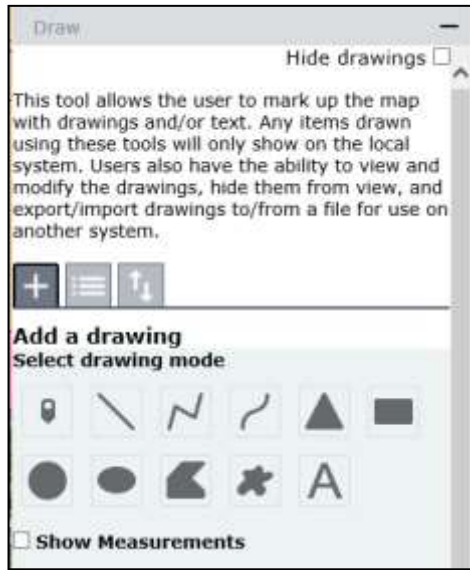 Draw
Hide drawings
This tool allows the user to mark up the map
with drawings and/or text. Any items drawn
using these tools will only show on the local
system. Users also have the ability to view and
modify the drawings, hide them from view, and
export/import drawings to/from a file for use on
another system.
Add a drawing
Select drawing mode
A
Show Measurements